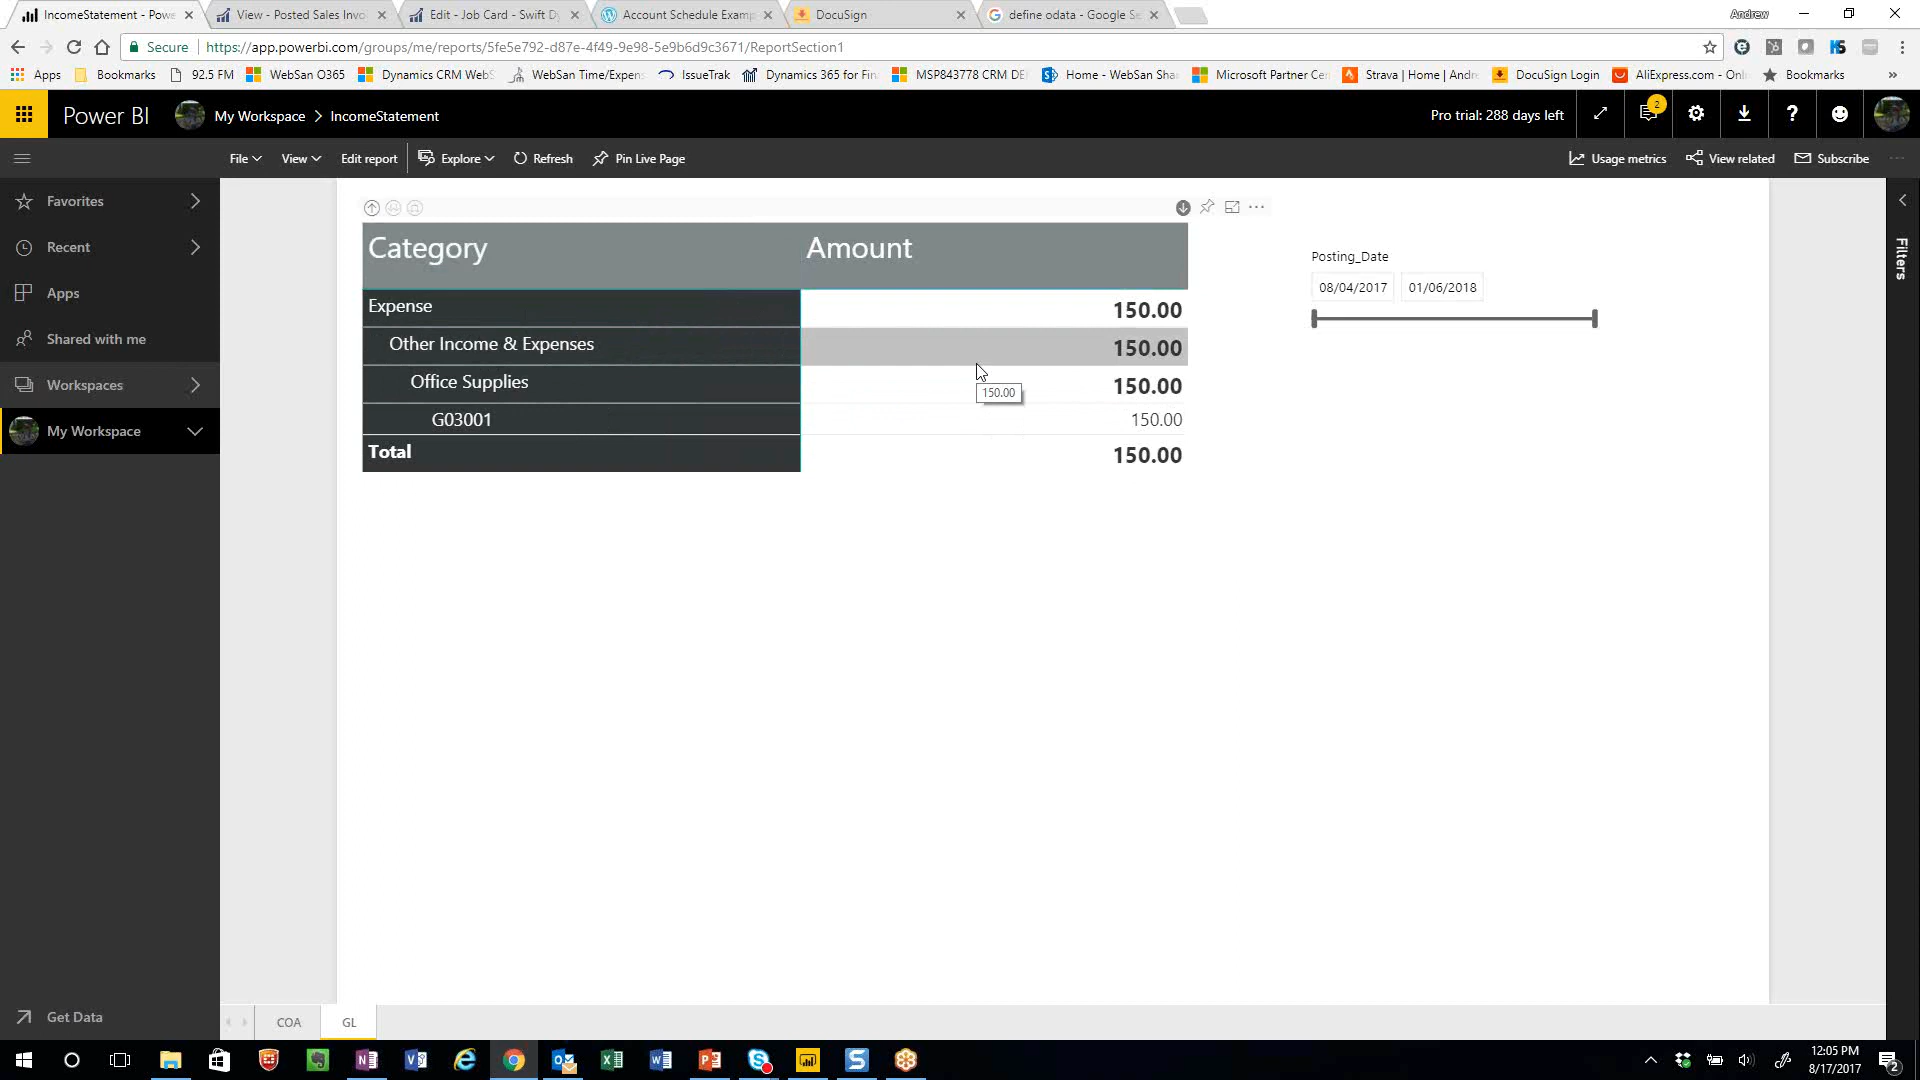 IncomeStatement - Powe
View - Posted Sales Invo
Edit - Job Card - Swift Dy
Account Schedule Examp
DocuSign
define odata - Google Se
Andrew
Secure
https://app.powerbi.com/groups/me/reports/5fe5e792-d87e-4f49-9e98-5e9b6d9c3671/ReportSection1
Apps
Bookmarks
92.5 FM
WebSan O365
Dynamics CRM WebS
WebSan Time/Expens
IssueTrak
Dynamics 365 for Fin
MSP843778 CRM DE
Home - WebSan Sha
Microsoft Partner Ce
Strava | Home | Andr
DocuSign Login
AliExpress.com - Onl
Bookmarks
»
Power BI
My Workspace > IncomeStatement
Pro trial: 288 days left
2
?
File
View
Edit report
Explore
Refresh
Pin Live Page
Usage metrics
View related
Subscribe
Favorites
Recent
Apps
Shared with me
Workspaces
My Workspace
Get Data
Category Amount
Expense 150.00
Other Income & Expenses 150.00
150.00
Office Supplies 150.00
G03001 150.00
Total 150.00
Posting_Date
08/04/2017 01/06/2018
Filters
COA
GL
12:05 PM
8/17/2017
2